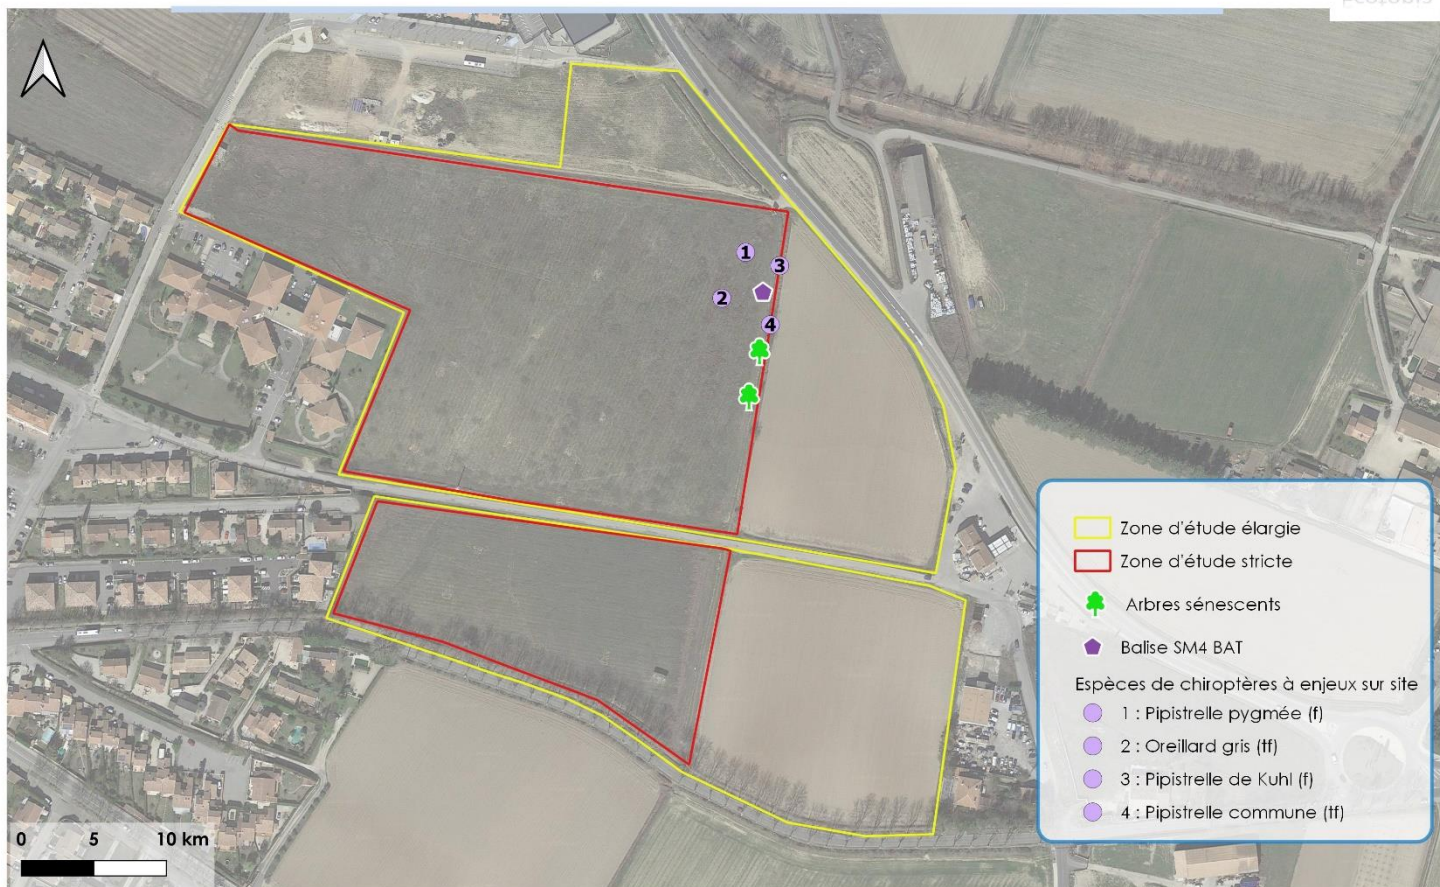 1
3
2
4
Zone d'étude élargie
Zone d'étude stricte
Arbres sénescents
Balise SM4 BAT
Espèces de chiroptères à enjeux sur site
1 : Pipistrelle pygmée (f)
2 : Oreillard gris (tf)
3 : Pipistrelle de Kuhl (f)
4 : Pipistrelle commune (tf)
0 5 10 km